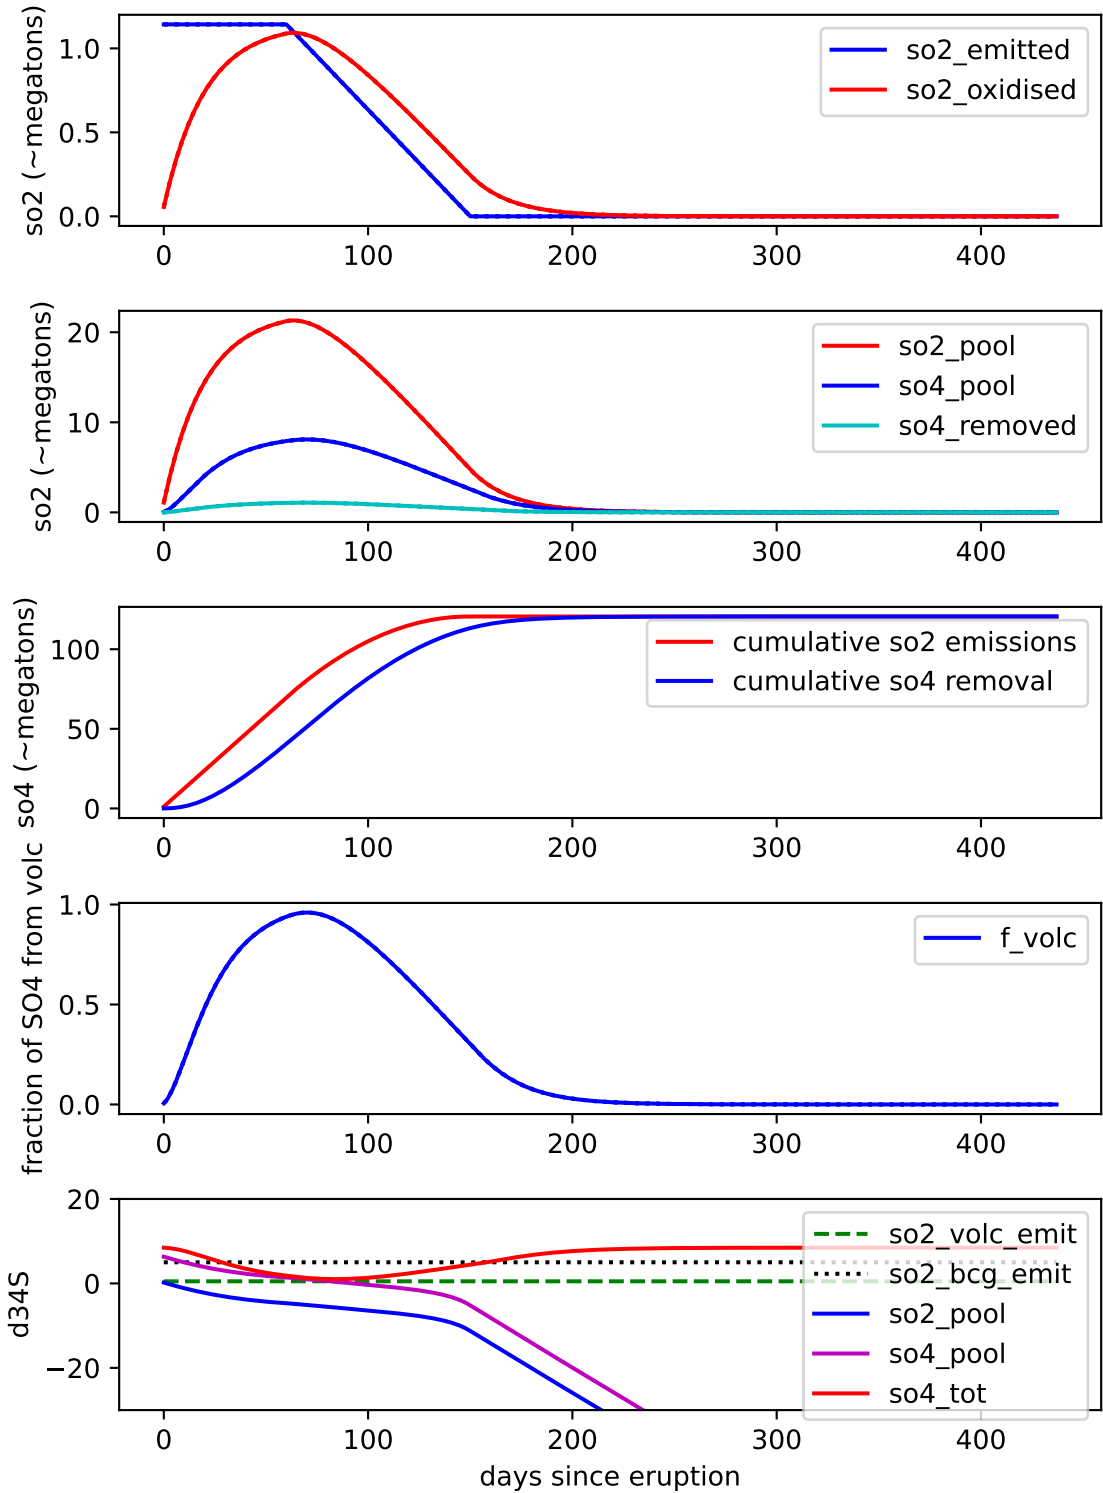 so2 (~megatons)
1.0
0.5
0.0
so2_emitted
so2_oxidised
0 100 200 300 400
so2 (~megatons)
20
10
0
so2_pool
so4_pool
so4_removed
0 100 200 300 400
so4 (~megatons)
100
50
0
cumulative so2 emissions
cumulative so4 removal
0 100 200 300 400
fraction of SO4 from volc
1.0
0.5
0.0
f_volc
0 100 200 300 400
d34S
20
0
−20
so2_volc_emit
so2_bcg_emit
so2_pool
so4_pool
so4_tot
0 100 200 300 400
days since eruption